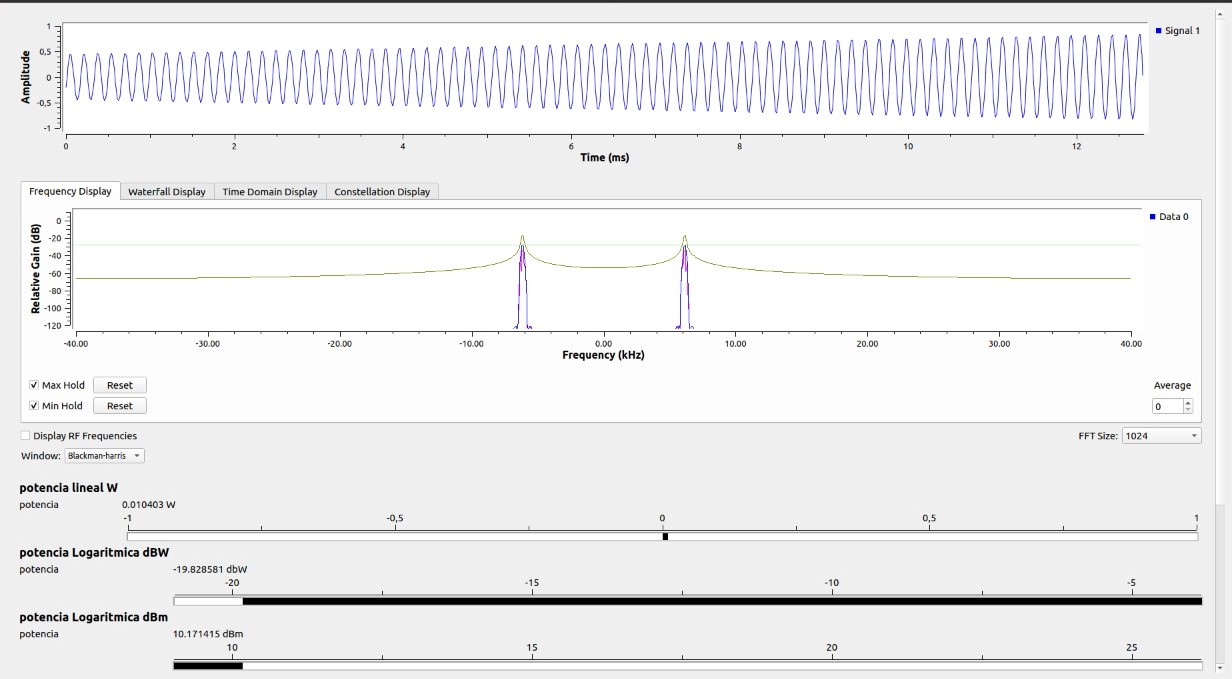 1
0,5
0
-0,5
-1
Amplitude
Signal 1
0 2 4 6 8 10 12
Time (ms)
Frequency Display Waterfall Display Time Domain Display Constellation Display
0
-20
-40
-60
-80
-100
-120
Relative Gain (dB)
Data 0
-40.00 -30.00 -20.00 -10.00 0.00 10.00 20.00 30.00 40.00
Frequency (kHz)
Max Hold Reset
Average
Min Hold Reset
0
Display RF Frequencies
FFT Size: 1024
Window: Blackman-harris
potencia lineal W
potencia 0.010403 W
-1 -0,5 0 0,5 1
potencia Logaritmica dBW
potencia -19.828581 dbW
-20 -15 -10 -5
potencia Logaritmica dBm
potencia 10.171415 dBm
10 15 20 25